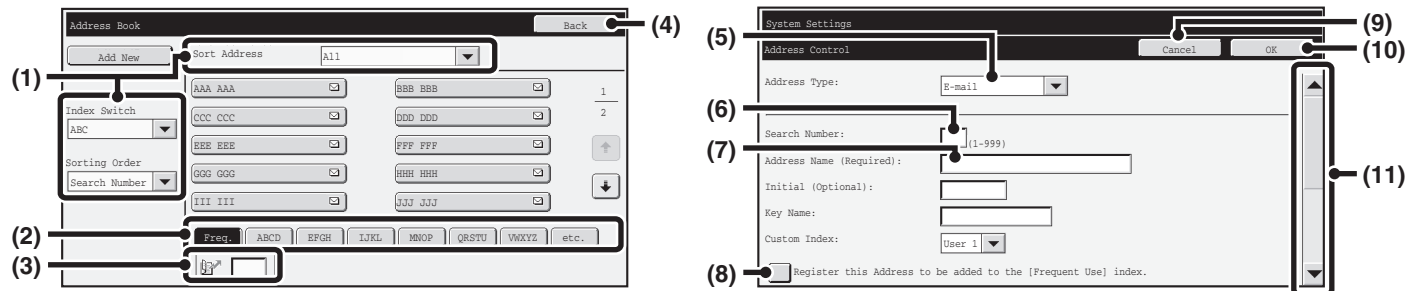 Address Book
Back
(4)
Add New
Sort Address
All
(1)
AAA AAA
BBB BBB
1
Index Switch
CCC CCC
DDD DDD
2
ABC
EEE EEE
FFF FFF
Sorting Order
GGG GGG
HHH HHH
Search Number
III III
JJJ JJJ
(2)
Freq.
ABCD
EFGH
IJKL
MNOP
QRSTU
VWXYZ
etc.
(3)
System Settings
(9)
(5)
Address Control
Cancel
OK
(10)
Address Type:
E-mail
(6)
Search Number:
(1-999)
(7)
Address Name (Required):
(11)
Initial (Optional):
Key Name:
Custom Index:
User 1
(8)
Register this Address to be added to the [Frequent Use] index.